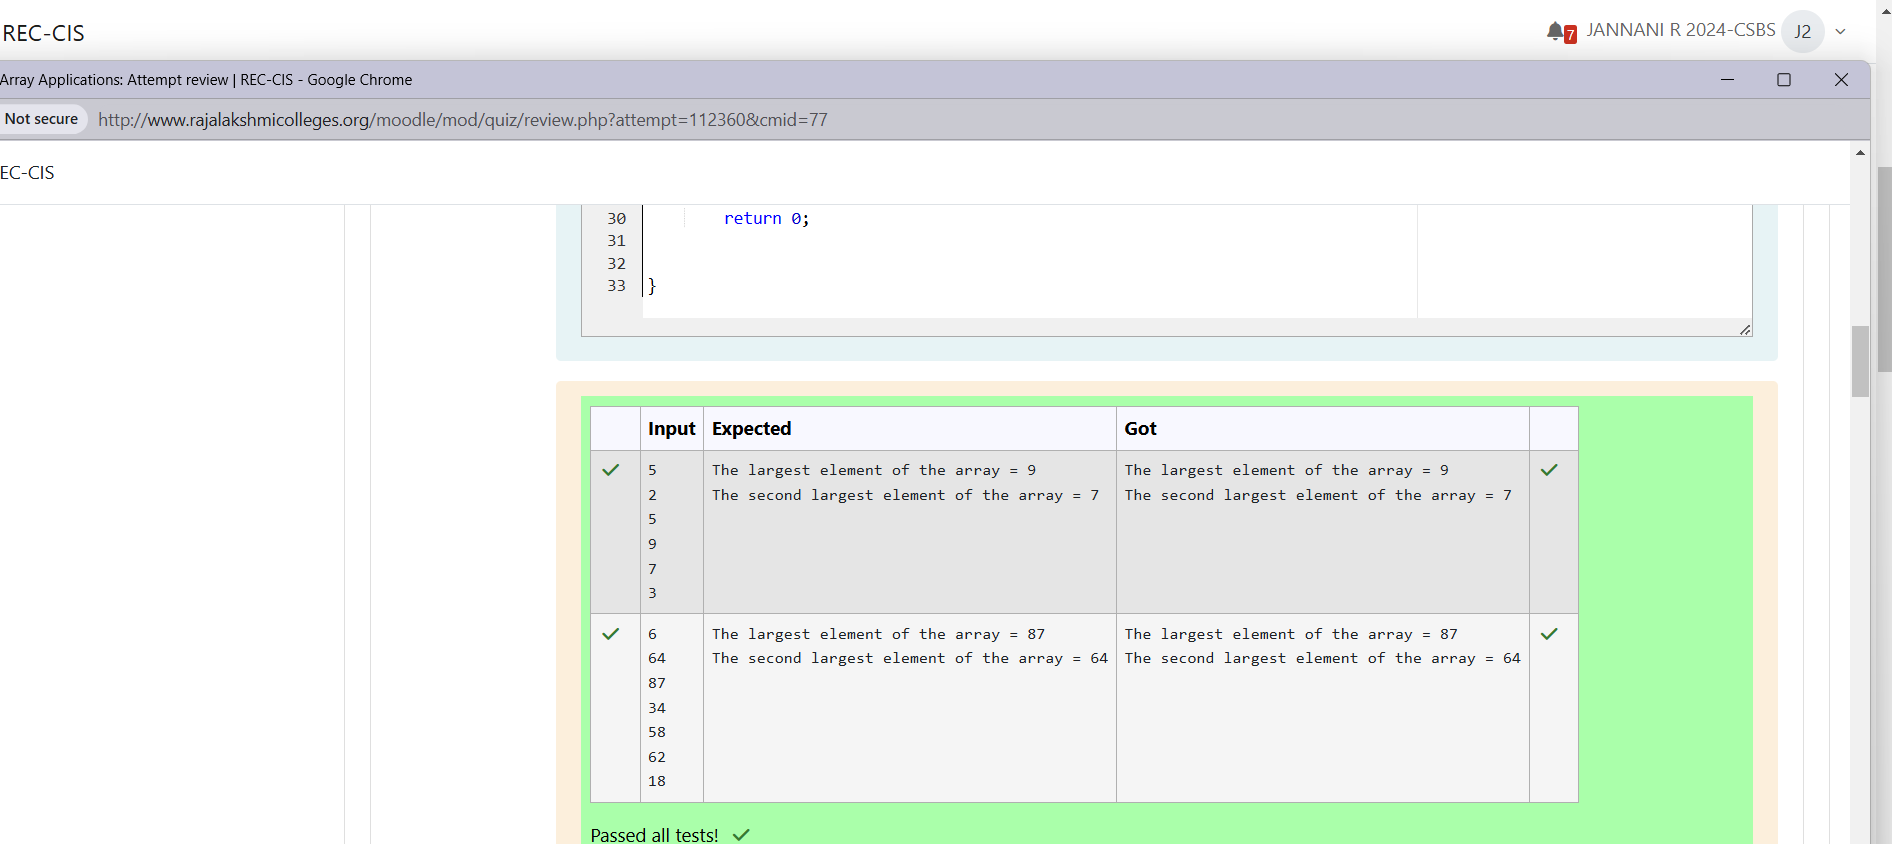 REC-CIS
7 JANNANI R 2024-CSBS J2
Array Applications: Attempt review | REC-CIS - Google Chrome
Not secure http://www.rajalakshmicolleges.org/moodle/mod/quiz/review.php?attempt=112360&cmid=77
EC-CIS
30 return 0;
31
32
33 }
Input Expected Got
5 The largest element of the array = 9 The largest element of the array = 9
2 The second largest element of the array = 7 The second largest element of the array = 7
5
9
7
3
6 The largest element of the array = 87 The largest element of the array = 87
64 The second largest element of the array = 64 The second largest element of the array = 64
87
34
58
62
18
Passed all tests!